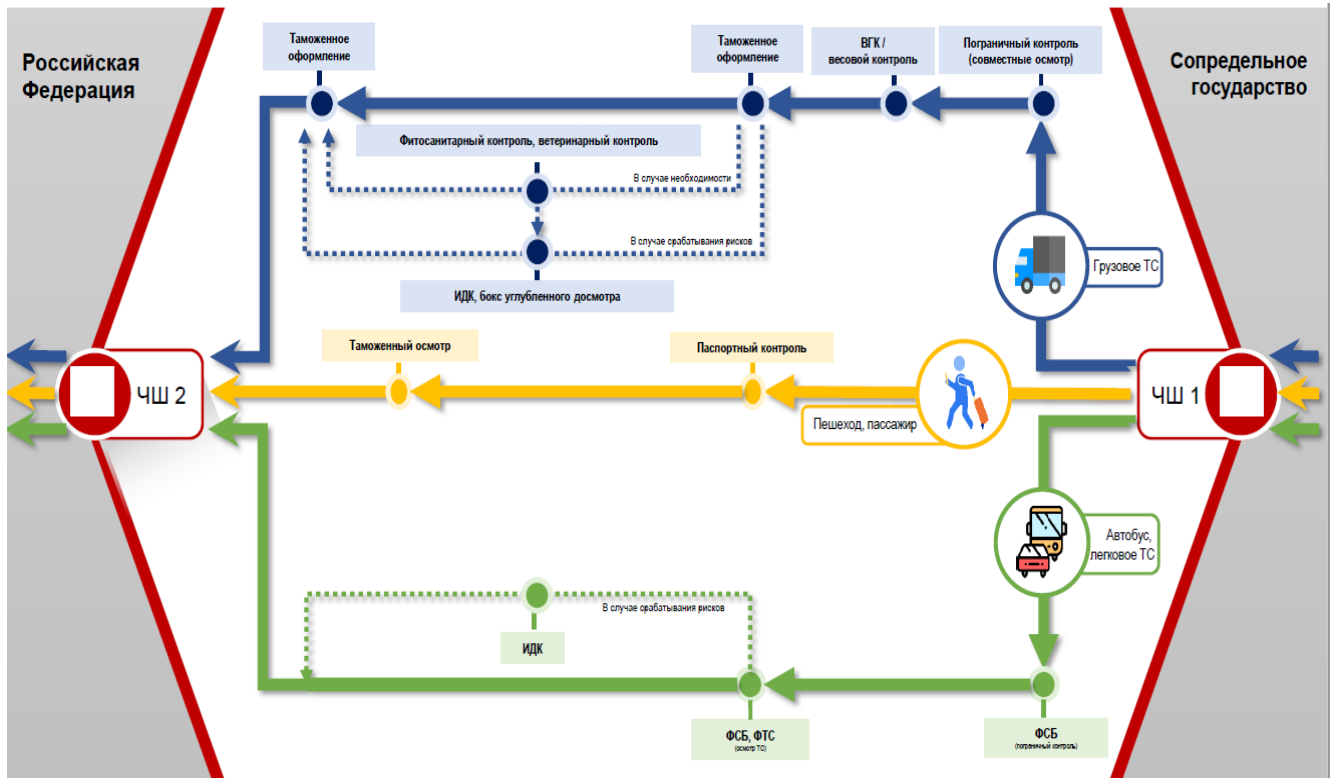 Российская
Федерация
Таможенное
оформление
Таможенное
оформление
ВГК /
весовой контроль
Пограничный контроль
(совместные осмотр)
Сопредельное
государство
Фитосанитарный контроль, ветеринарный контроль
В случае необходимости
В случае срабатывания рисков
ИДК, бокс углубленного досмотра
Грузовое ТС
Таможенный осмотр
Паспортный контроль
ЧШ 2
ЧШ 1
Пешеход, пассажир
Автобус,
легковое ТС
В случае срабатывания рисков
ИДК
ФСБ, ФТС
(осмотр ТС)
ФСБ
(пограничный контроль)